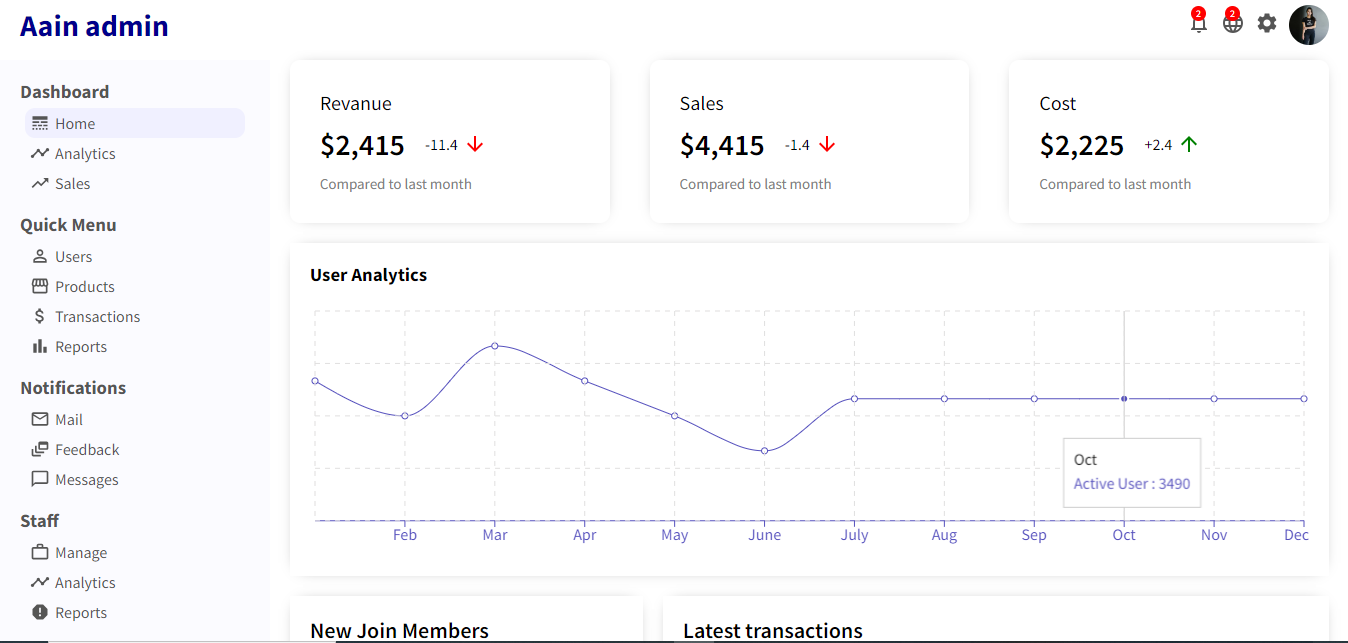 Aain admin
2
2
Dashboard
Home
Analytics
Sales
Quick Menu
Users
Products
Transactions
Reports
Notifications
Mail
Feedback
Messages
Staff
Manage
Analytics
Reports
Revanue
$2,415 -11.4
Compared to last month
Sales
$4,415 -1.4
Compared to last month
Cost
$2,225 +2.4
Compared to last month
User Analytics
Oct
Active User : 3490
Feb Mar Apr May June July Aug Sep Oct Nov Dec
New Join Members
Latest transactions